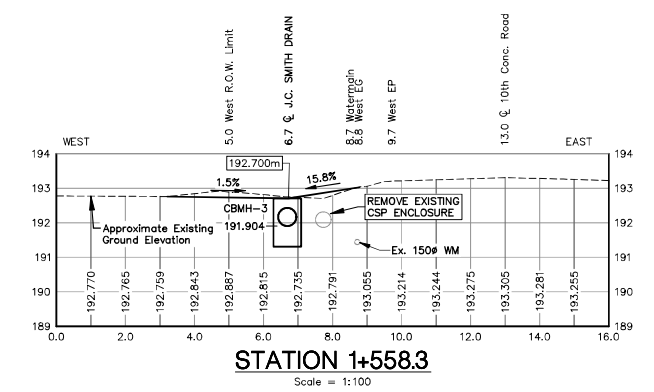 5.0 West R.O.W. Limit
6.7 ℄ J.C. SMITH DRAIN
8.7 Watermain
8.8 West EG
9.7 West EP
13.0 ℄ 10th Conc. Road
WEST
EAST
194
194
192.700m
1.5%
15.8%
193
193
CBMH-3
REMOVE EXISTING
CSP ENCLOSURE
192
192
191.904
Approximate Existing
Ground Elevation
Ex. 150ø WM
191
191
190
190
192.770
192.765
192.759
192.843
192.887
192.815
192.735
192.791
193.055
193.214
193.244
193.275
193.305
193.281
193.255
189
189
0.0
2.0
4.0
6.0
8.0
10.0
12.0
14.0
16.0
STATION 1+558.3
Scale = 1:100